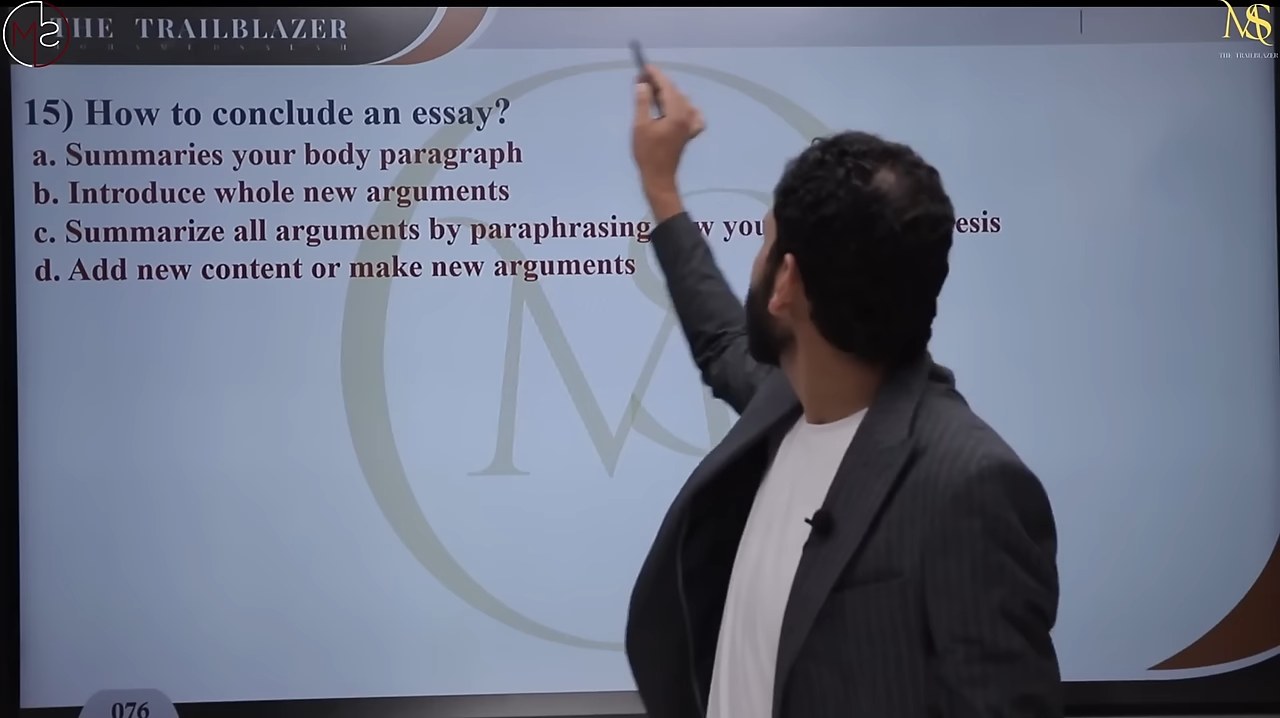 THE TRAILBLAZER
MS
THE TRAILBLAZER
15) How to conclude an essay?
a. Summaries your body paragraph
b. Introduce whole new arguments
c. Summarize all arguments by paraphrasing
d. Add new content or make new arguments
076